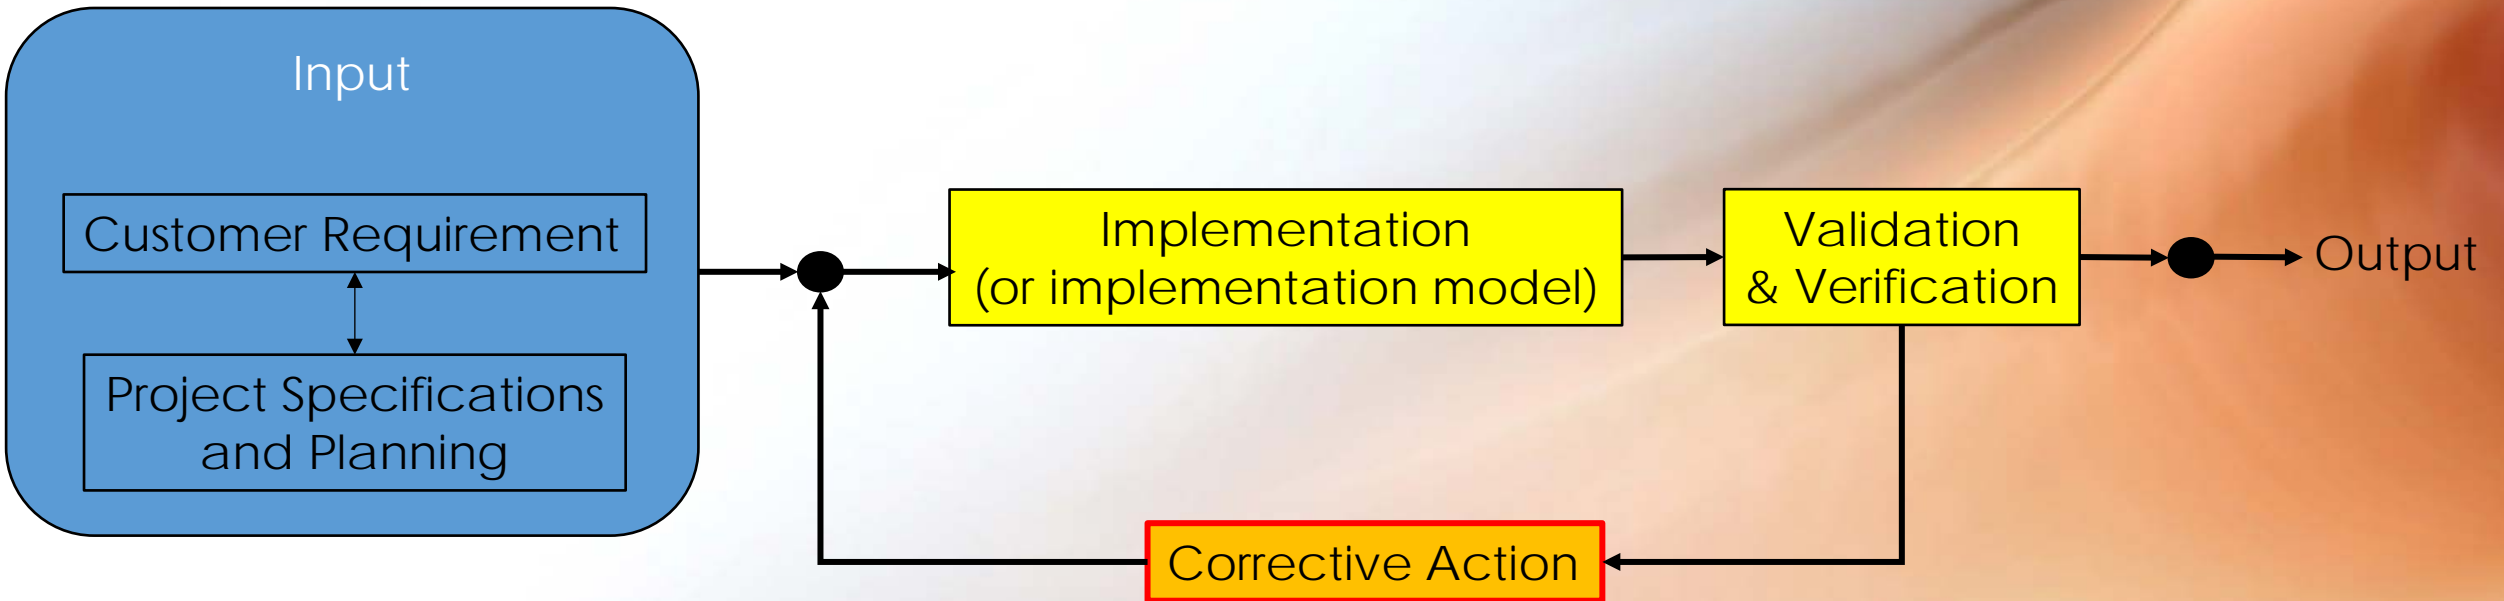 Input
Customer Requirement
Project Specifications
and Planning
Implementation
(or implementation model)
Validation
& Verification
Output
Corrective Action